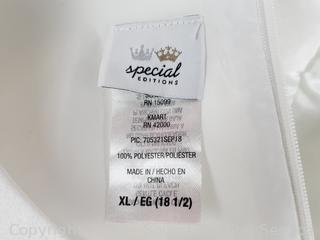 special
EDITIONS
RN 15099
KMART
RN 42000
PIC: 705321SEP18
100% POLYESTER/POLIÉSTER
MADE IN / HECHO EN
CHINA
XL / EG (18 1/2)